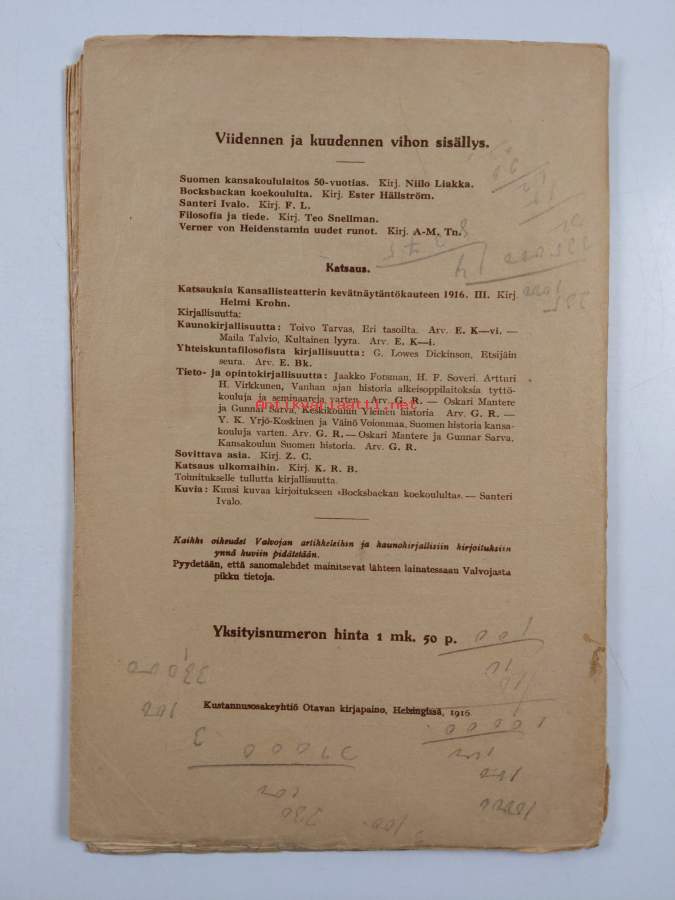 Viidennen ja kuudennen vihon sisällys.
Suomen kansakoululaitos 50-vuotias. Kirj. Niilo Liakka.
Bocksbackan koekoululta. Kirj. Ester Hällström.
Santeri Ivalo. Kirj. F. L.
Filosofia ja tiede. Kirj. Teo Snellman.
Verner von Heidenstamin uudet runot. Kirj. A-M. Tn.
Katsaus.
Katsauksia Kansallisteatterin kevätnäytäntökauteen 1916. III. Kirj.
Helmi Krohn.
Kirjallisuutta:
Kaunokirjallisuutta: Toivo Tarvas, Eri tasoilta. Arv. E. K—vi. —
Maila Talvio, Kultainen lyyra. Arv. E. K—i.
Yhteiskuntafilosofista kirjallisuutta: G. Lowes Dickinson, Etsijäin
seura. Arv. E. Bk.
Tieto- ja opintokirjallisuutta: Jaakko Forsman, H. F. Soveri. Artturi
H. Virkkunen, Vanhan ajan historia alkeisoppilaitoksia tyttö-
kouluja ja seminaareja varten. Arv. G. R. — Oskari Mantere
antikvariaatti.net
ja Gunnar Sarva, Keskikoulun Yleinen historia Arv. G. R. —
Y. K. Yrjö-Koskinen ja Väinö Voionmaa, Suomen historia kansa-
kouluja varten. Arv. G. R. — Oskari Mantere ja Gunnar Sarva,
Kansakoulun Suomen historia. Arv. G. R.
Sovittava asia. Kirj. Z. C.
Katsaus ulkomaihin. Kirj. K. R. B.
Toimitukselle tullutta kirjallisuutta.
Kuvia: Kuusi kuvaa kirjoitukseen »Bocksbackan koekoululta». — Santeri
Ivalo.
Kaikki oikeudet Valvojan artikkeleihin ja kaunokirjallisiin kirjoituksiin
ynnä kuviin pidätetään.
Pyydetään, että sanomalehdet mainitsevat lähteen lainatessaan Valvojasta
pikku tietoja.
Yksityisnumeron hinta 1 mk. 50 p.
Kustannusosakeyhtiö Otavan kirjapaino, Helsingissä, 1916